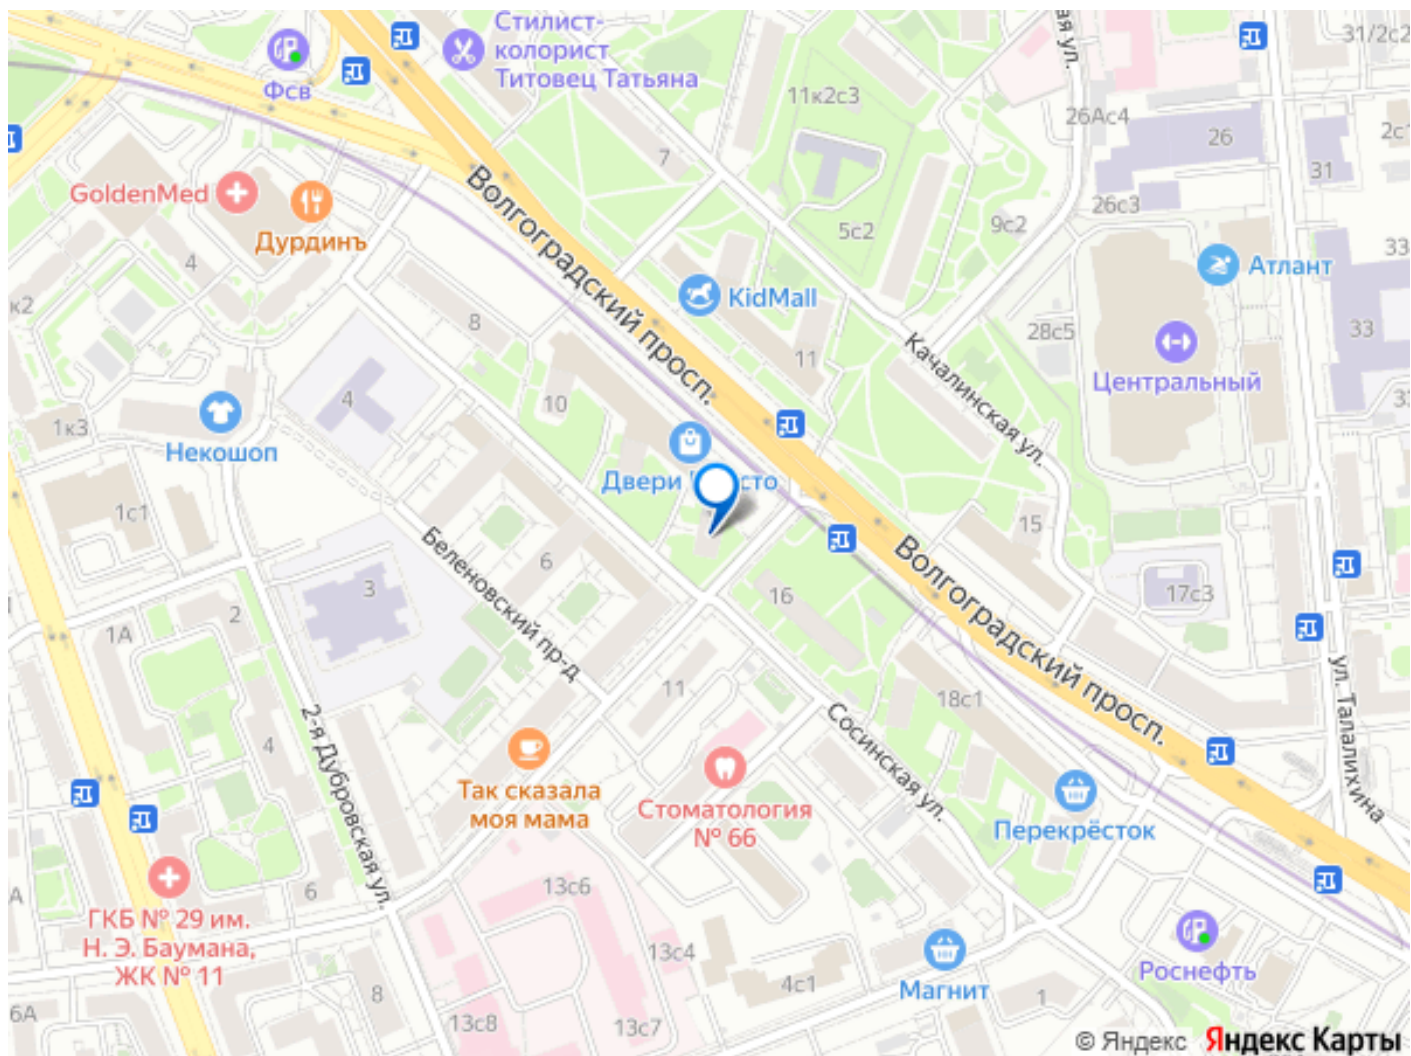 Стилист-
колорист
Титовец Татьяна
Фсв
ая ул.
31/2с2
11к2с3
26Ас4
26
2с1
31
7
GoldenMed
Дурдинъ
4
Волгоградский просп.
5с2
9с2
26с3
33
Атлант
к2
8
KidMall
11
28с5
33
Центральный
Качалинская ул.
4
10
1к3
Некошоп
Двери
сто
1с1
15
Беленовский пр-д
6
3
16
Волгоградский просп.
17с3
2
1А
11
18с1
ул. Талалихина
2-я Дубровская ул.
4
Сосинская ул.
Так сказала
моя мама
Стоматология
№ 66
Перекрёсток
6
13с6
А
ГКБ № 29 им.
Н. Э. Баумана,
ЖК № 11
13с4
4с1
Магнит
Роснефть
8
1
6А
13с8
13с7
© Яндекс Яндекс Карты